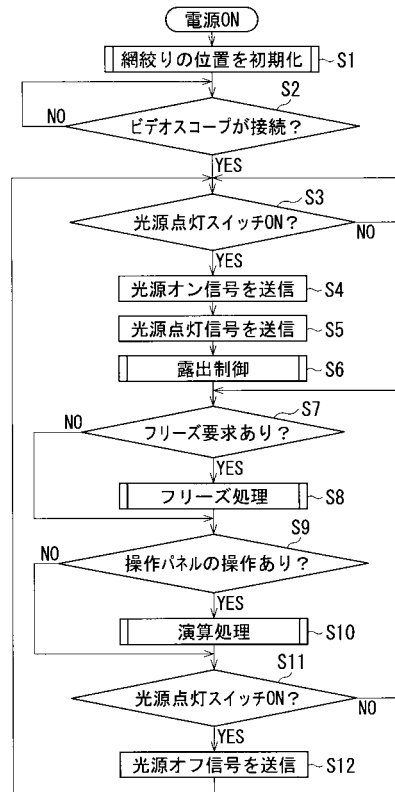 電源ON
網絞りの位置を初期化
S1
S2
ビデオスコープが接続?
NO
YES
S3
光源点灯スイッチON?
NO
YES
光源オン信号を送信
S4
光源点灯信号を送信
S5
露出制御
S6
S7
フリーズ要求あり?
NO
YES
フリーズ処理
S8
S9
操作パネルの操作あり?
NO
YES
演算処理
S10
S11
光源点灯スイッチON?
NO
YES
光源オフ信号を送信
S12